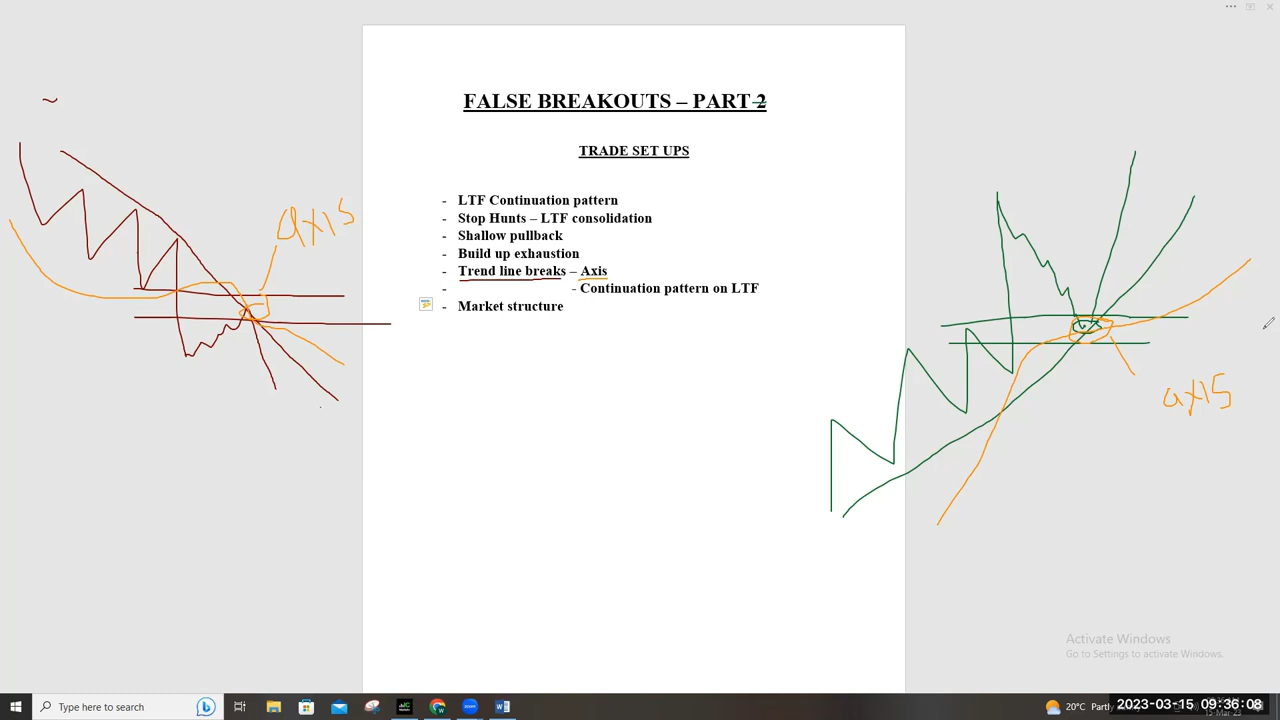 FALSE BREAKOUTS – PART 2
TRADE SET UPS
- LTF Continuation pattern
- Stop Hunts – LTF consolidation
- Shallow pullback
- Build up exhaustion
- Trend line breaks – Axis
- - Continuation pattern on LTF
- Market structure
axis
axis
Activate Windows
Go to Settings to activate Windows.
Type here to search
20°C Partly
2023-03-15 09:36:08